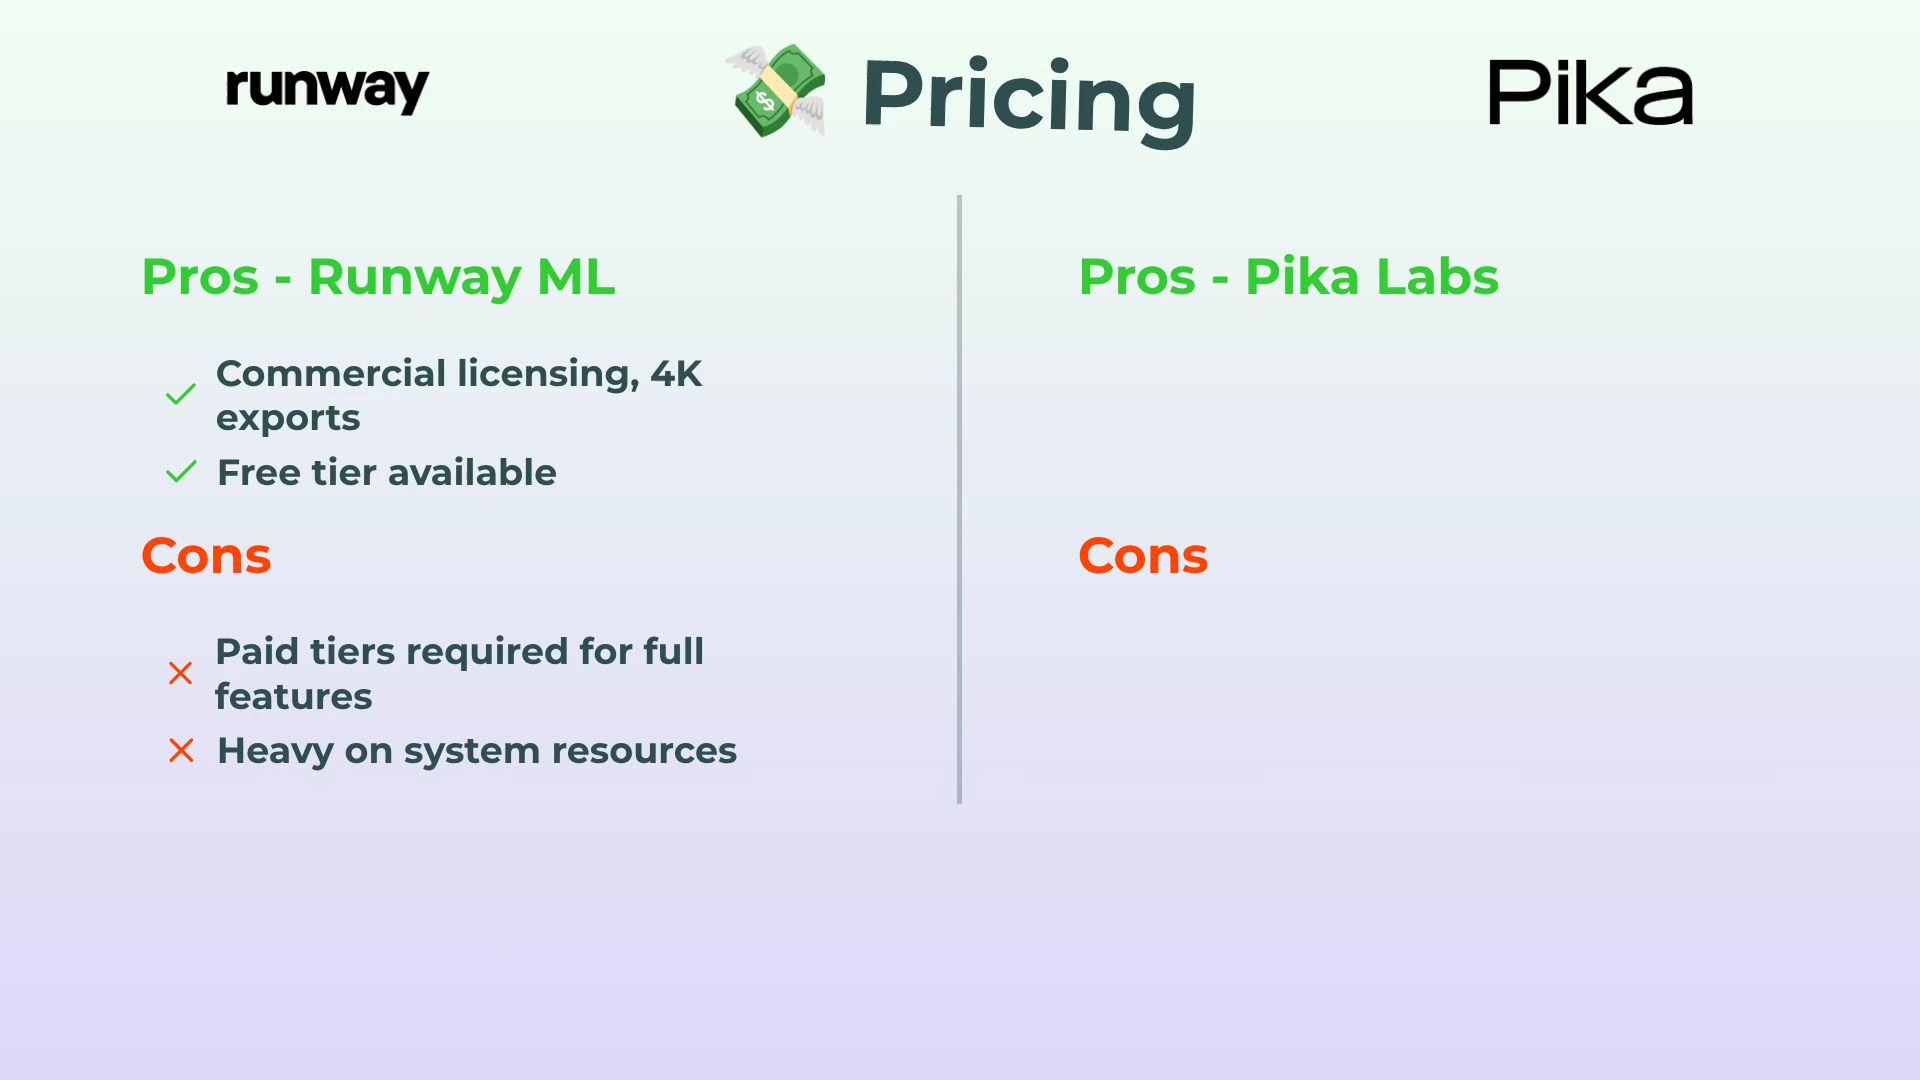 runway
Pricing
Pika
Pros - Runway ML
Commercial licensing, 4K
exports
Free tier available
Cons
Paid tiers required for full
features
Heavy on system resources
Pros - Pika Labs
Cons